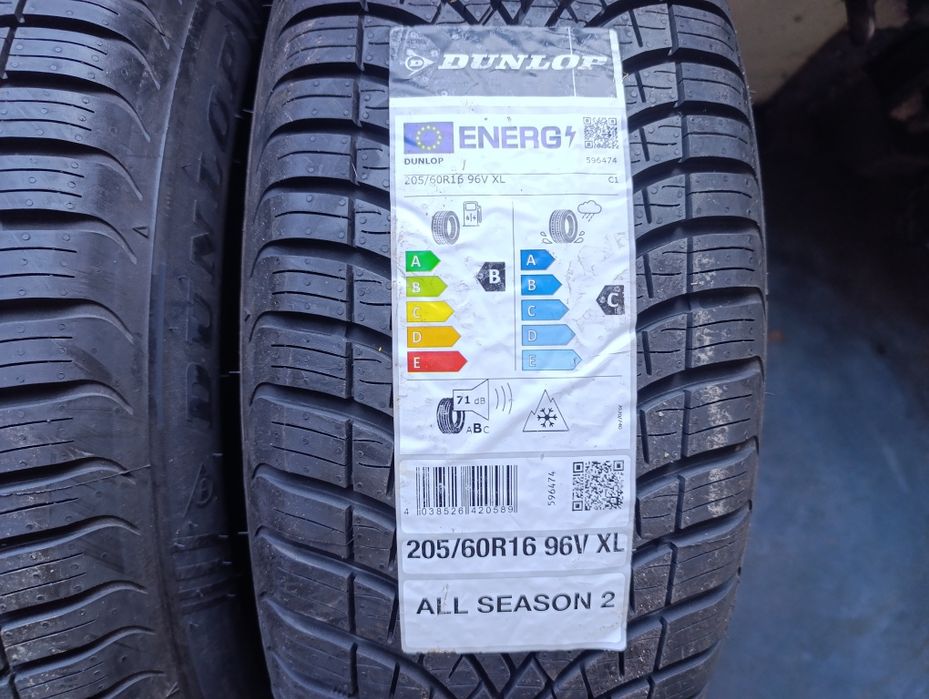 DUNLOP
ENERG
DUNLOP
596474
205/60R16 96V XL
C1
A
B
C
D
E
B
A
B
C
D
E
C
71 dB
ABC
596474
4 038526 420589
205/60R16 96V XL
ALL SEASON 2
DUNLOP